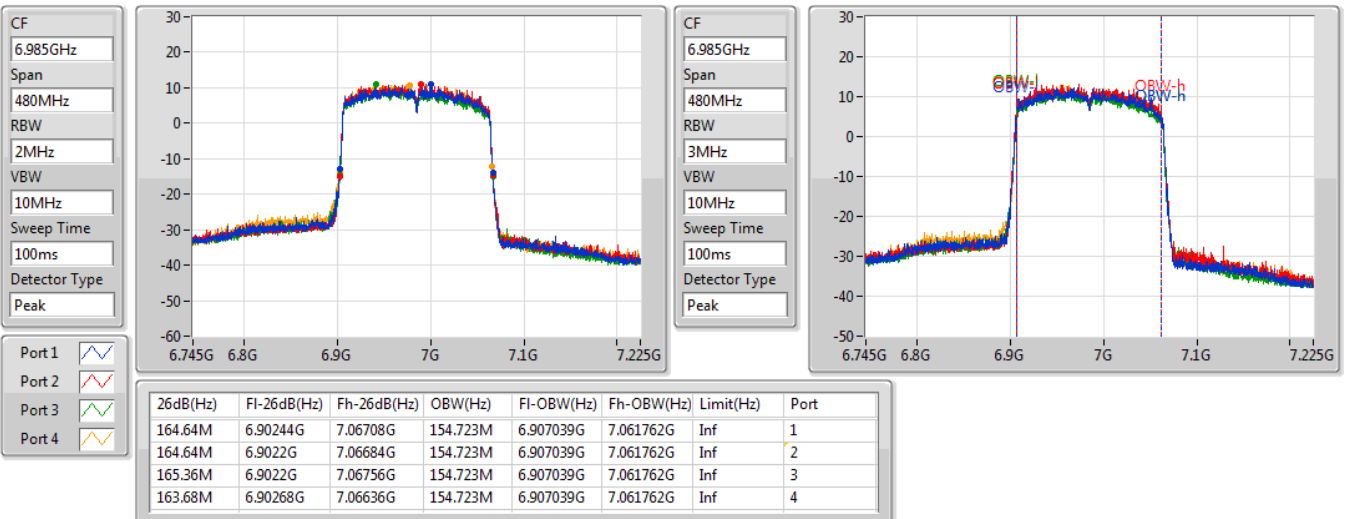 CF
6.985GHz
Span
480MHz
RBW
2MHz
VBW
10MHz
Sweep Time
100ms
Detector Type
Peak
30
20
10
0
-10
-20
-30
-40
-50
-60
6.745G 6.8G 6.9G 7G 7.1G 7.225G
CF
6.985GHz
Span
480MHz
RBW
3MHz
VBW
10MHz
Sweep Time
100ms
Detector Type
Peak
30
20
10
0
-10
-20
-30
-40
-50
OBW-l
OBW-h
OBW-h
6.745G 6.8G 6.9G 7G 7.1G 7.225G
Port 1
Port 2
Port 3
Port 4
26dB(Hz) Fl-26dB(Hz) Fh-26dB(Hz) OBW(Hz) Fl-OBW(Hz) Fh-OBW(Hz) Limit(Hz) Port
164.64M 6.90244G 7.06708G 154.723M 6.907039G 7.061762G Inf 1
164.64M 6.9022G 7.06684G 154.723M 6.907039G 7.061762G Inf 2
165.36M 6.9022G 7.06756G 154.723M 6.907039G 7.061762G Inf 3
163.68M 6.90268G 7.06636G 154.723M 6.907039G 7.061762G Inf 4